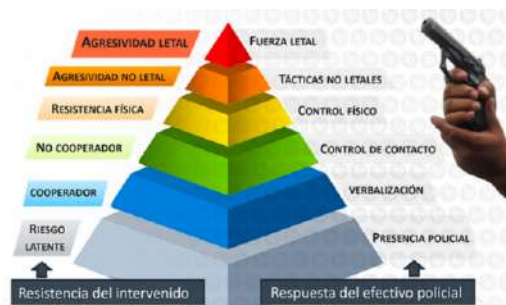 AGRESIVIDAD LETAL
FUERZA LETAL
AGRESIVIDAD NO LETAL
TÁCTICAS NO LETALES
RESISTENCIA FÍSICA
CONTROL FÍSICO
NO COOPERADOR
CONTROL DE CONTACTO
COOPERADOR
VERBALIZACIÓN
RIESGO
LATENTE
PRESENCIA POLICIAL
Resistencia del intervenido
Respuesta del efectivo policial